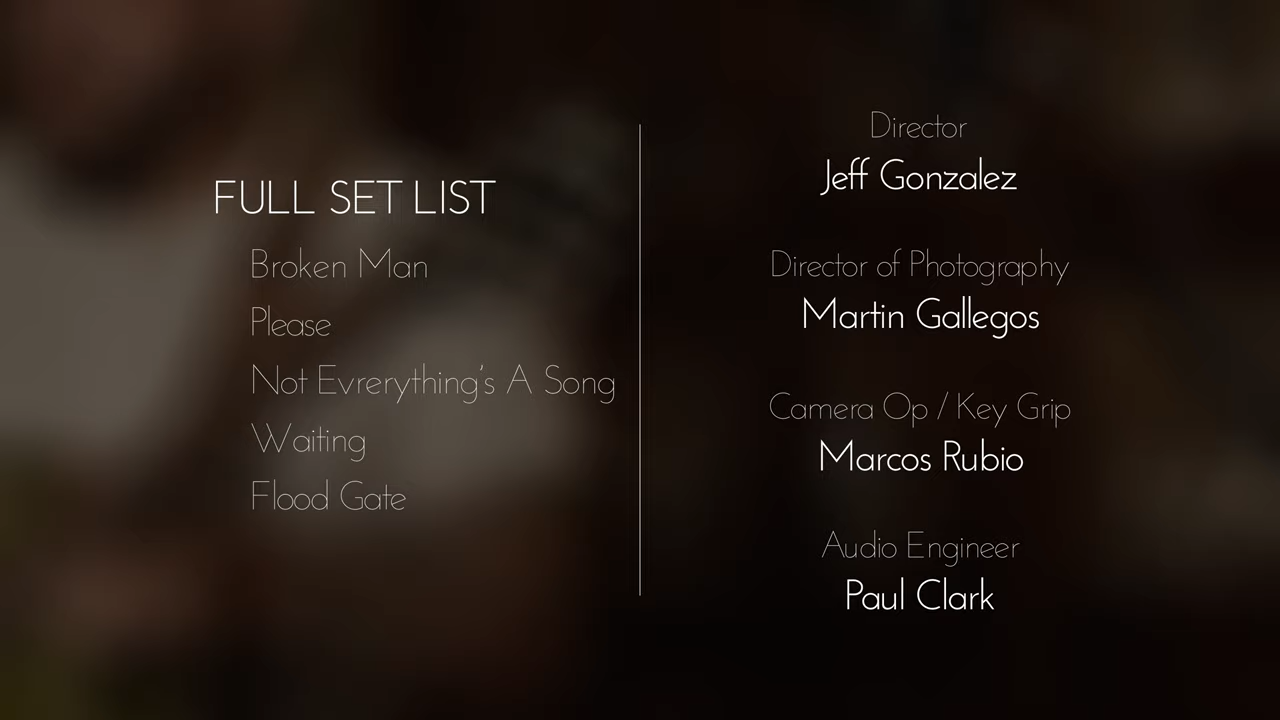 FULL SET LIST
Broken Man
Please
Not Evrerything's A Song
Waiting
Flood Gate
Director
Jeff Gonzalez
Director of Photography
Martin Gallegos
Camera Op / Key Grip
Marcos Rubio
Audio Engineer
Paul Clark